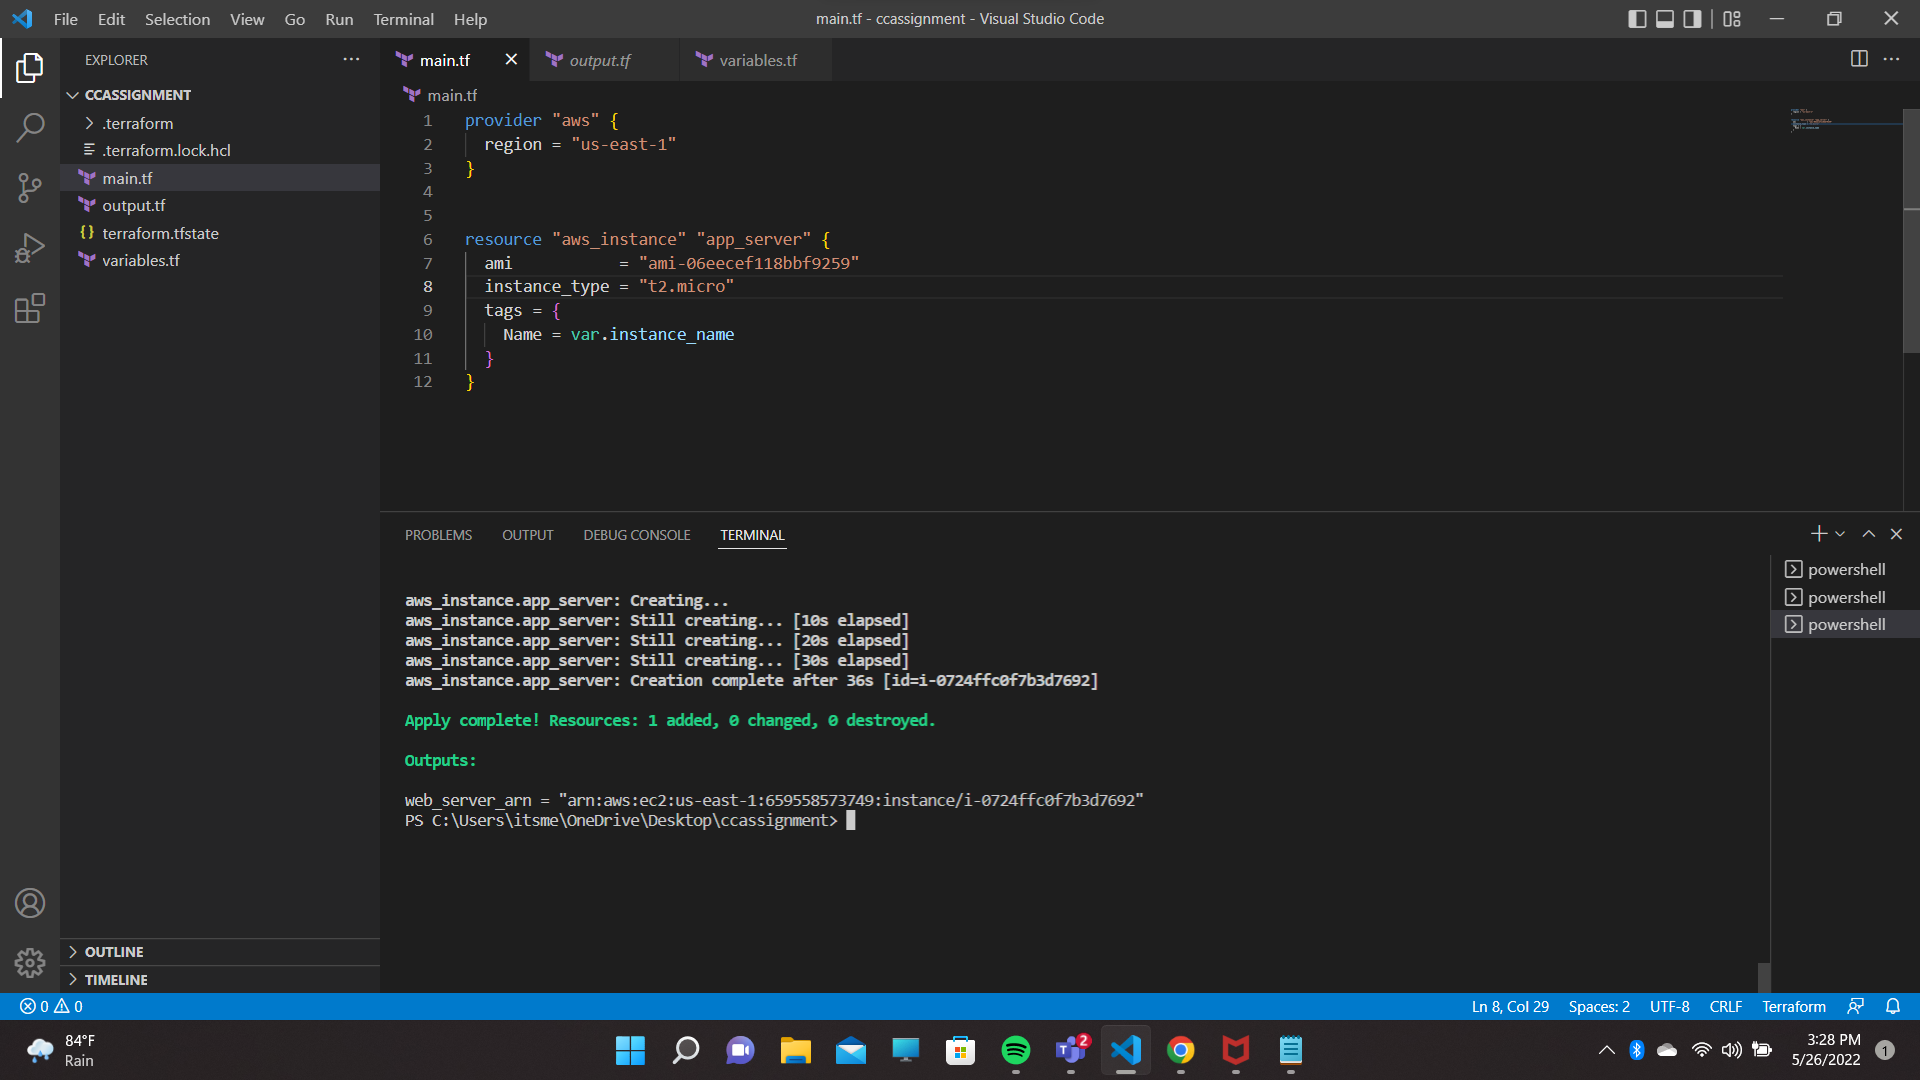 File Edit Selection View Go Run Terminal Help
main.tf - ccassignment - Visual Studio Code
EXPLORER
CCASSIGNMENT
.terraform
.terraform.lock.hcl
main.tf
output.tf
{} terraform.tfstate
variables.tf
OUTLINE
TIMELINE
main.tf output.tf variables.tf
main.tf
1 provider "aws" {
2 region = "us-east-1"
3 }
4
5
6 resource "aws_instance" "app_server" {
7 ami = "ami-06eecef118bbf9259"
8 instance_type = "t2.micro"
9 tags = {
10 Name = var.instance_name
11 }
12 }
PROBLEMS OUTPUT DEBUG CONSOLE TERMINAL
aws_instance.app_server: Creating...
aws_instance.app_server: Still creating... [10s elapsed]
aws_instance.app_server: Still creating... [20s elapsed]
aws_instance.app_server: Still creating... [30s elapsed]
aws_instance.app_server: Creation complete after 36s [id=i-0724ffc0f7b3d7692]
Apply complete! Resources: 1 added, 0 changed, 0 destroyed.
Outputs:
web_server_arn = "arn:aws:ec2:us-east-1:659558573749:instance/i-0724ffc0f7b3d7692"
PS C:\Users\itsme\OneDrive\Desktop\ccassignment>
powershell
powershell
powershell
0 0
Ln 8, Col 29 Spaces: 2 UTF-8 CRLF Terraform
84°F
Rain
2
3:28 PM
5/26/2022
1